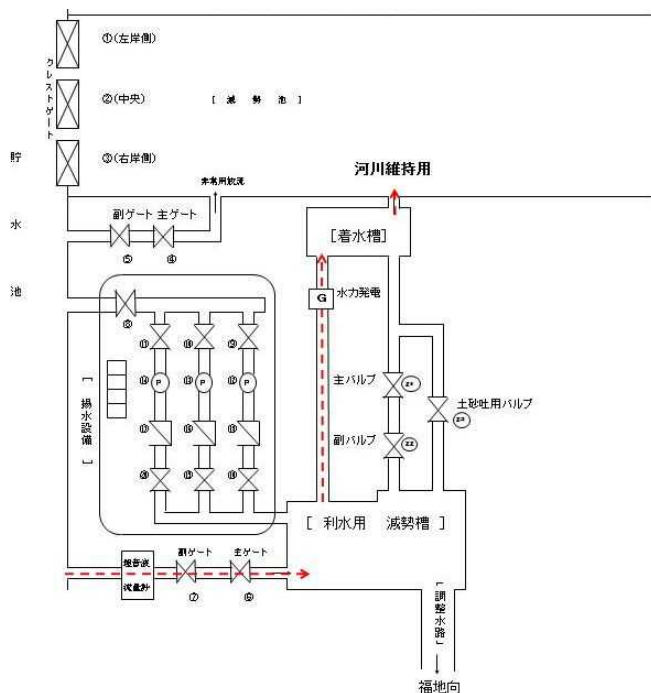 ①(左岸側)
クレストゲート
②(中央)
[ 減 勢 池 ]
③(右岸側)
貯水池
河川維持用
非常用放流
副ゲート 主ゲート
⑤ ④
[着水槽]
G 水力発電
P P P
[ 揚水設備 ]
主バルブ
土砂吐用バルブ
副バルブ
22
[ 利水用 減勢槽 ]
超音波
流量計
副ゲート 主ゲート
⑦ ⑥
「調整水路」
福地向